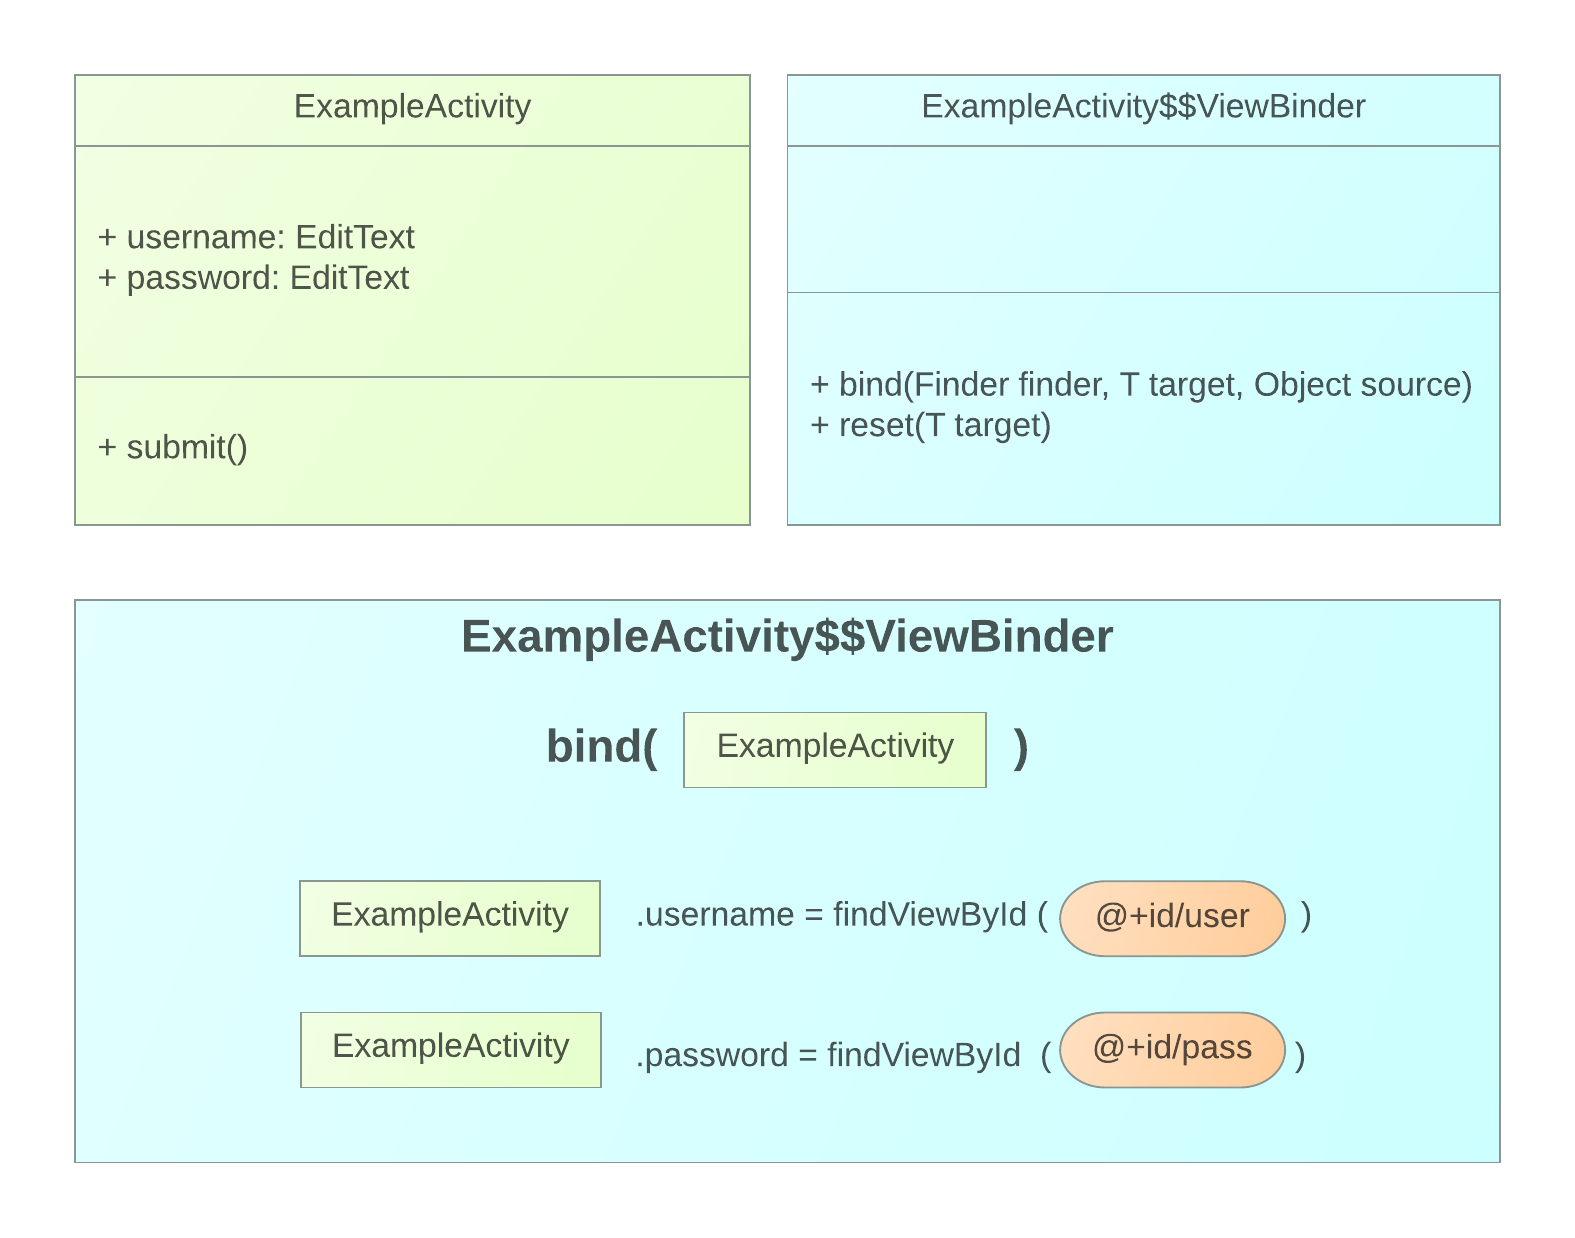 ExampleActivity
+ username: EditText
+ password: EditText
+ submit()
ExampleActivity$$ViewBinder
+ bind(Finder finder, T target, Object source)
+ reset(T target)
ExampleActivity$$ViewBinder
bind( ExampleActivity )
ExampleActivity .username = findViewById ( @+id/user )
ExampleActivity .password = findViewById ( @+id/pass )